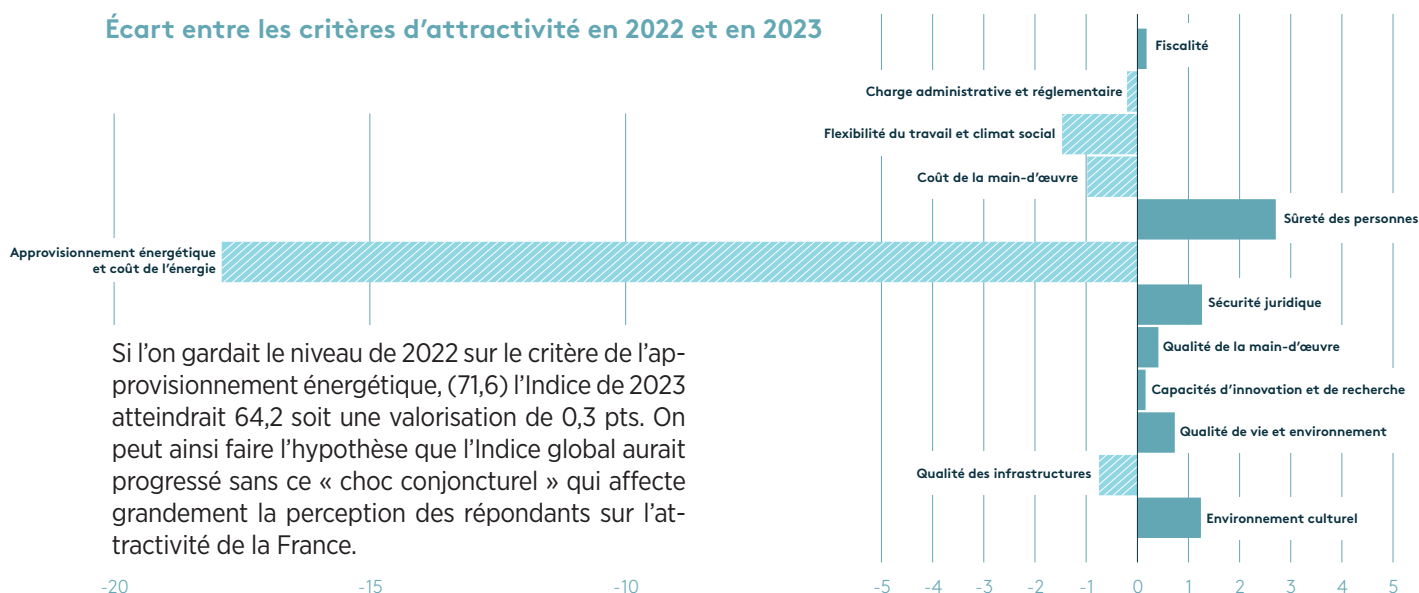 Écart entre les critères d’attractivité en 2022 et en 2023
Fiscalité
Charge administrative et réglementaire
Flexibilité du travail et climat social
Coût de la main-d’œuvre
Sûreté des personnes
Approvisionnement énergétique
et coût de l’énergie
Sécurité juridique
Qualité de la main-d’œuvre
Capacités d’innovation et de recherche
Qualité de vie et environnement
Qualité des infrastructures
Environnement culturel
Si l’on gardait le niveau de 2022 sur le critère de l’ap-
provisionnement énergétique, (71,6) l’Indice de 2023
atteindrait 64,2 soit une valorisation de 0,3 pts. On
peut ainsi faire l’hypothèse que l’Indice global aurait
progressé sans ce « choc conjoncturel » qui affecte
grandement la perception des répondants sur l’at-
tractivité de la France.
-20 -15 -10 -5 -4 -3 -2 -1 0 1 2 3 4 5